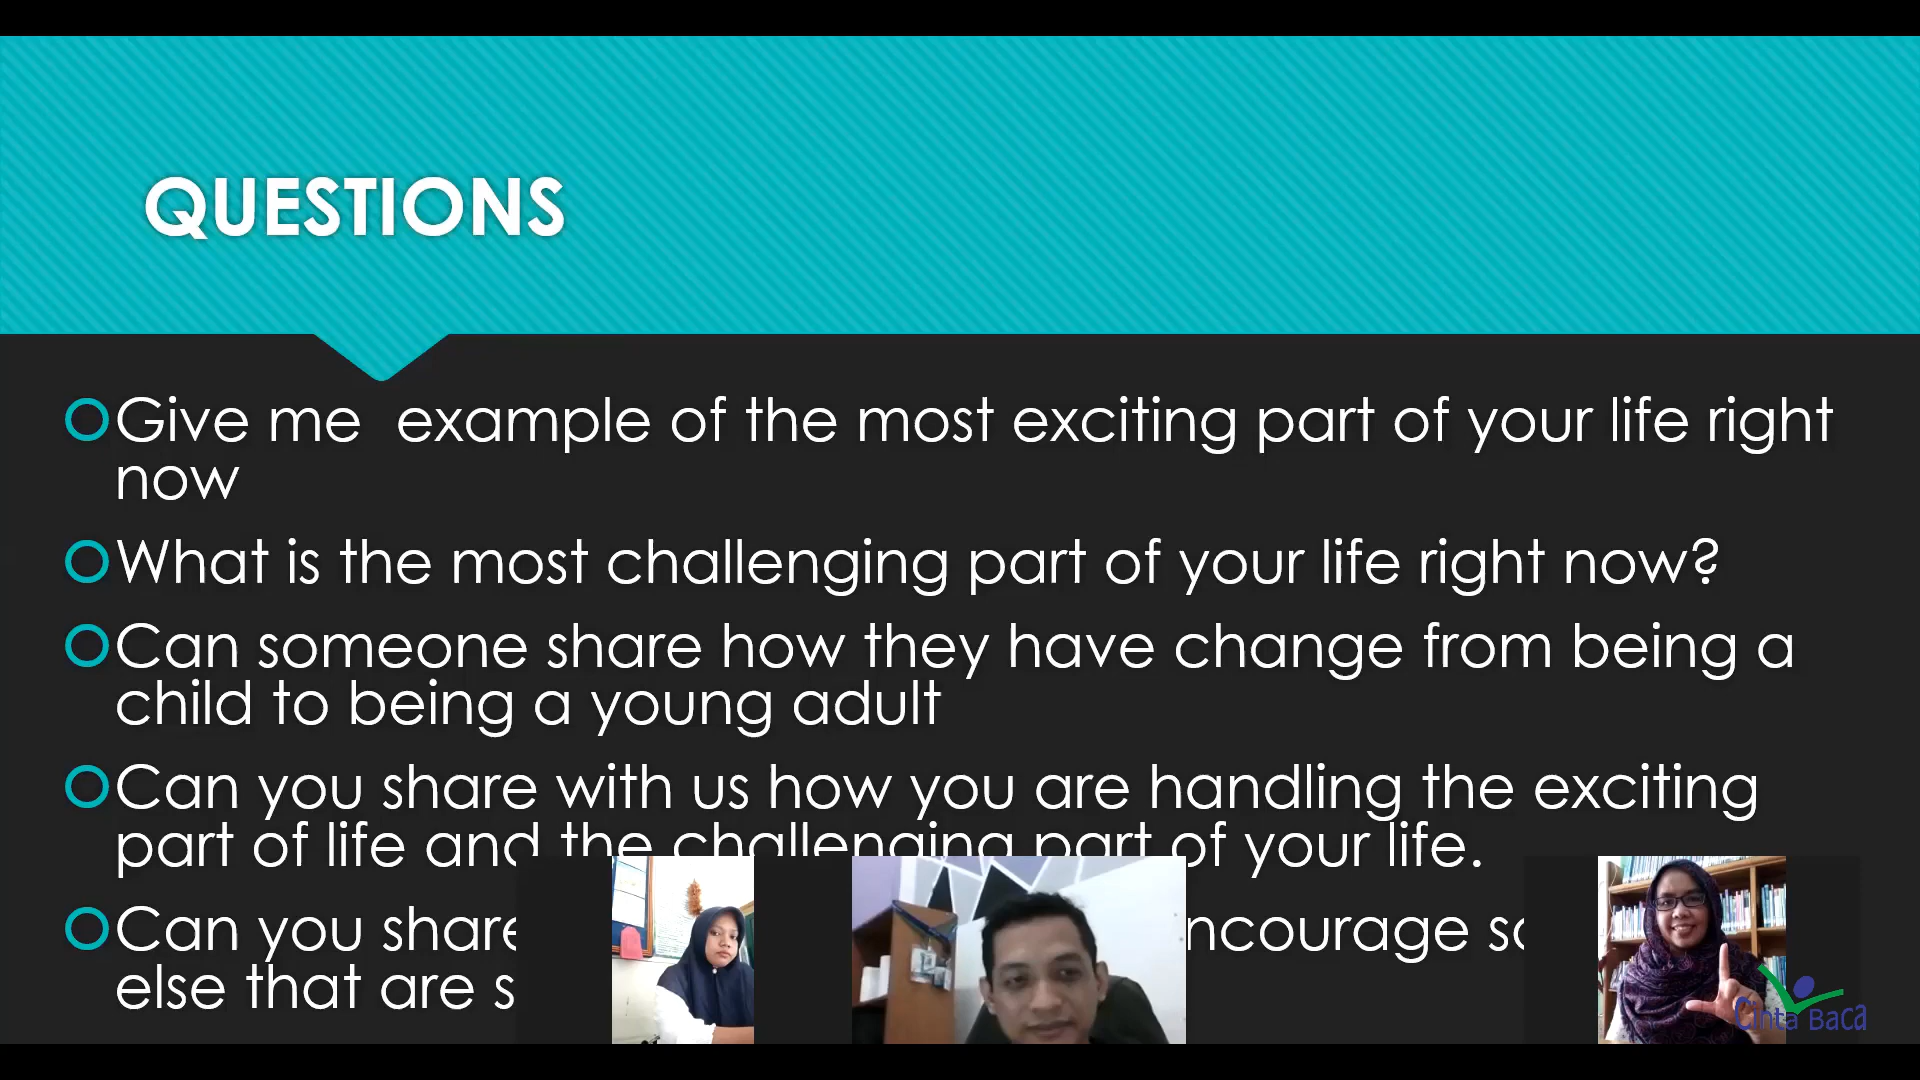 QUESTIONS
Give me example of the most exciting part of your life right
now
What is the most challenging part of your life right now?
Can someone share how they have change from being a
child to being a young adult
Can you share with us how you are handling the exciting
part of life and the challenging part of your life.
Can you share
else that are
Cinta Baca